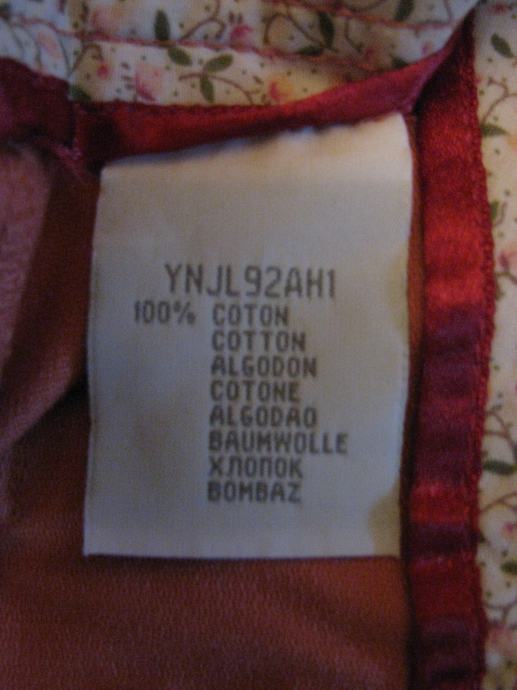 YNJL92AH1
100% COTON
COTTON
ALGODON
COTONE
ALGODAO
BAUMWOLLE
ХЛОПОК
BOMBAZ